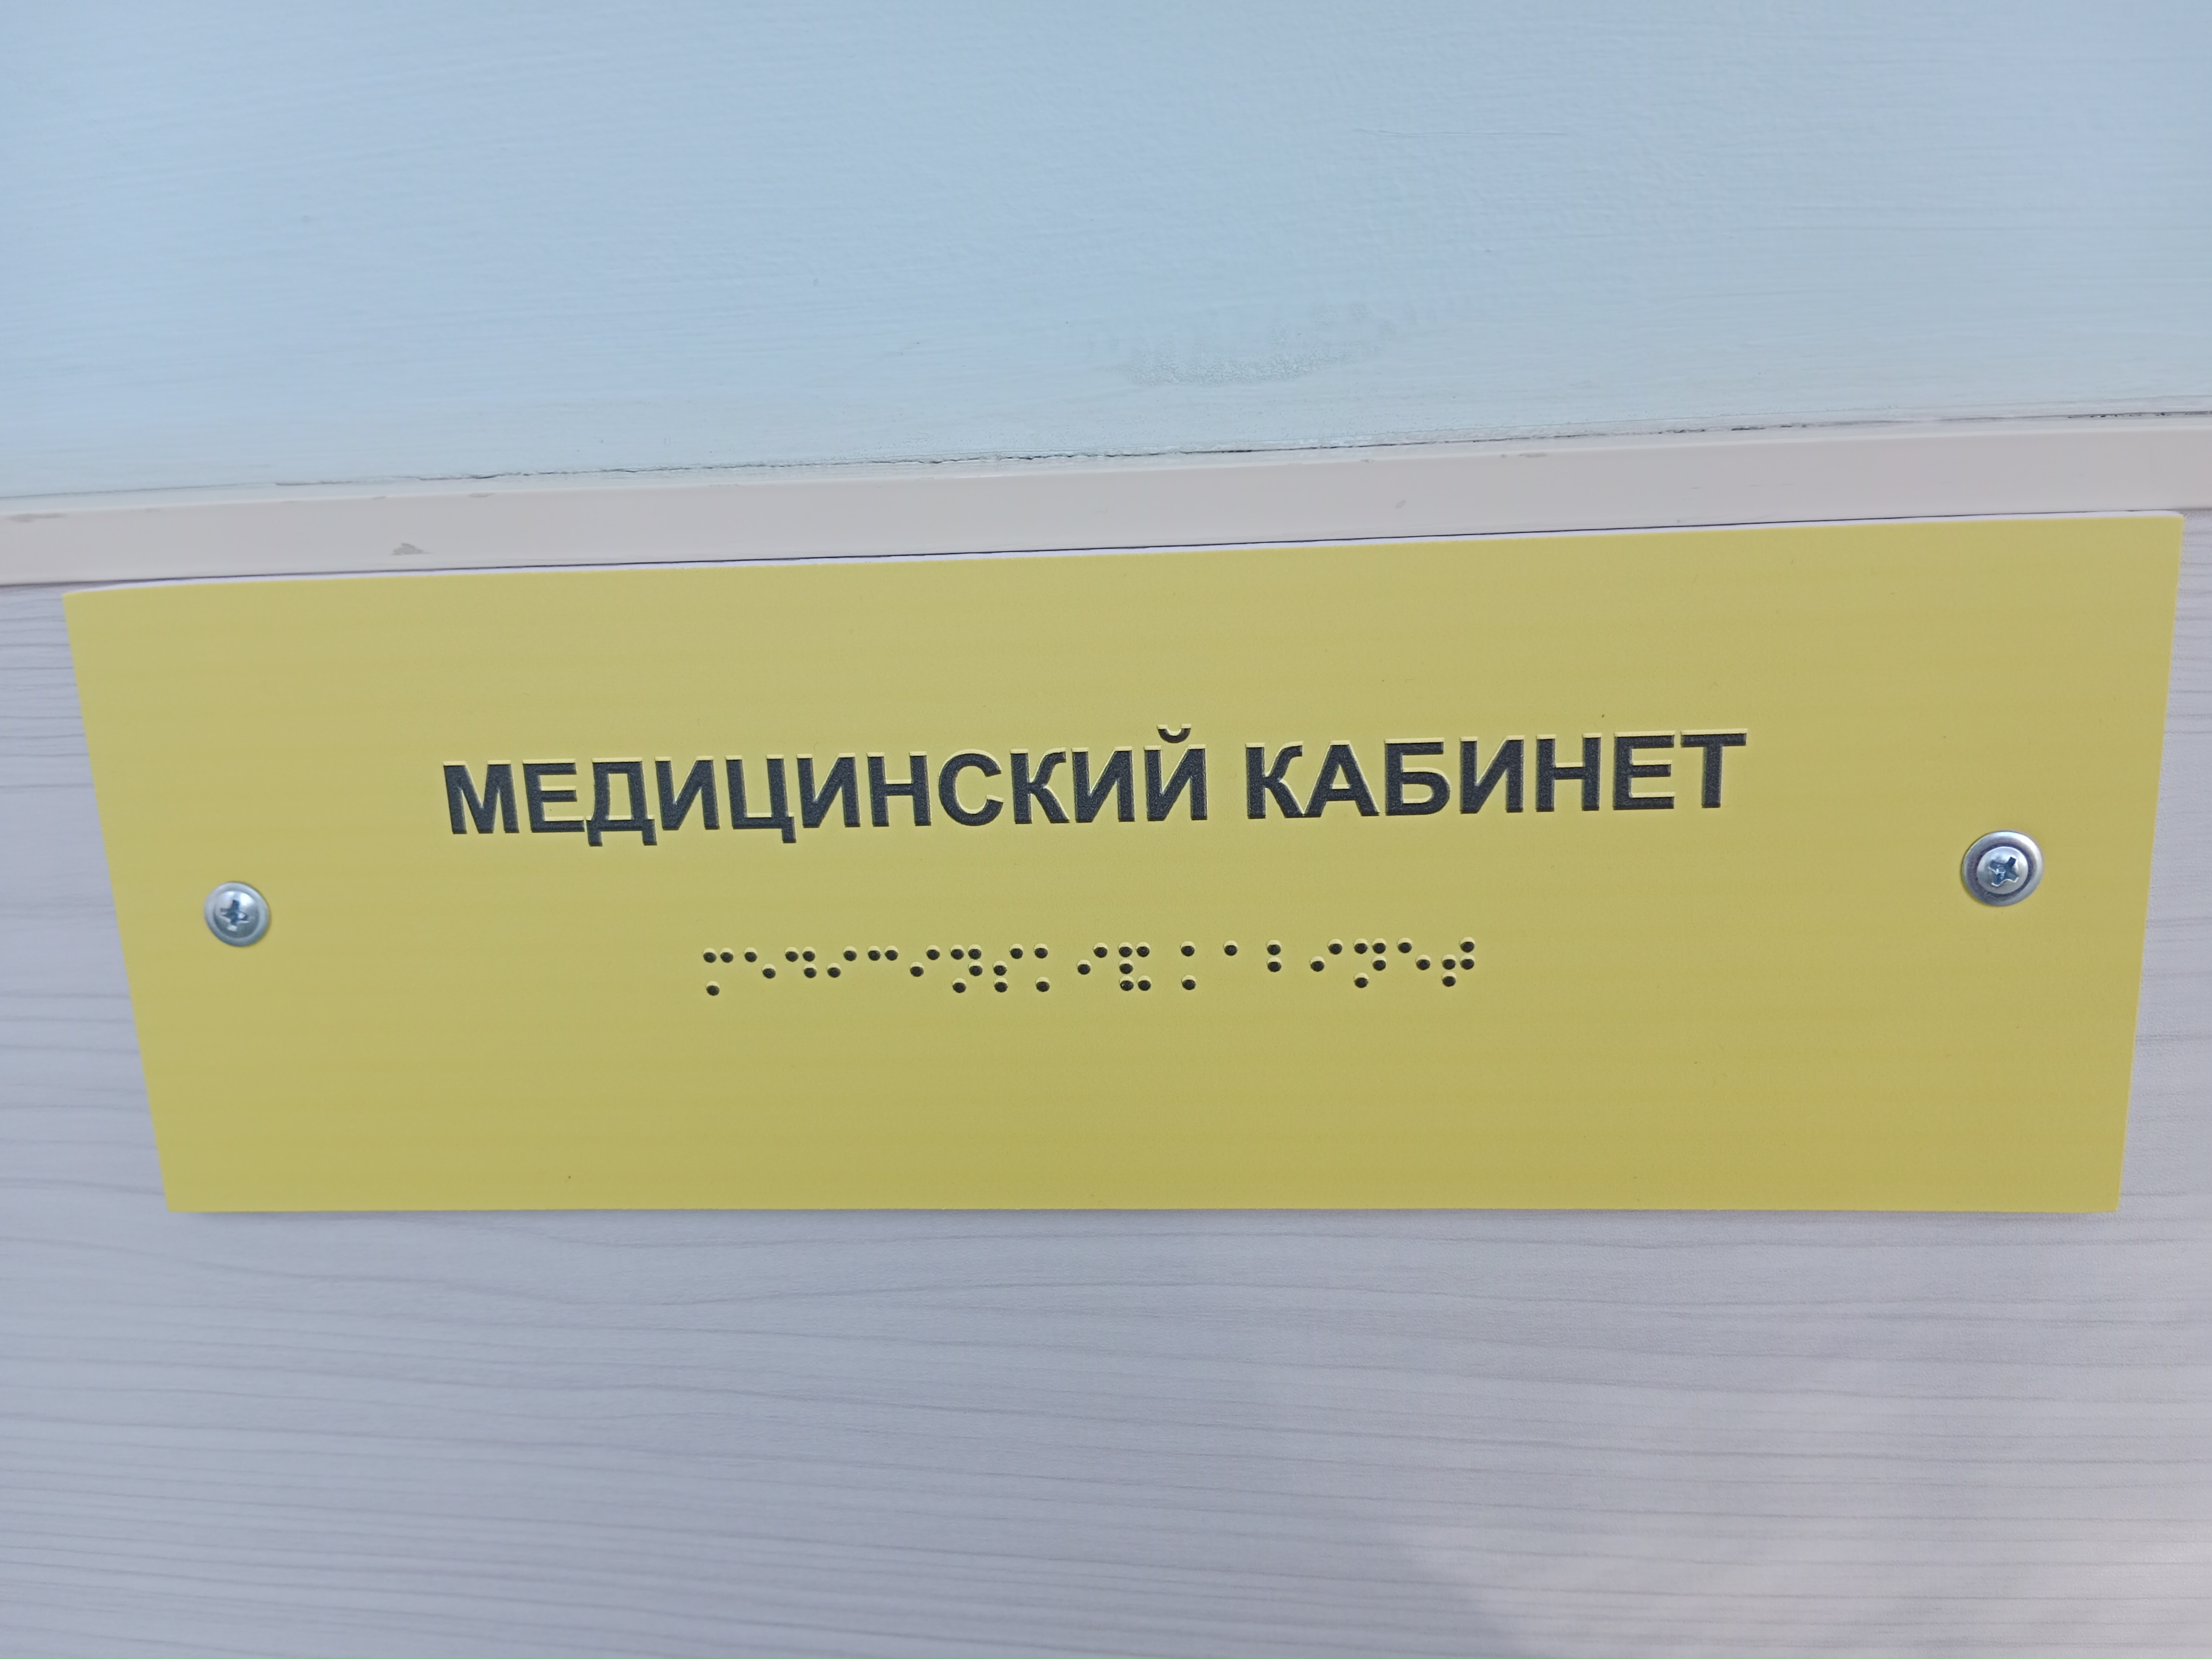 МЕДИЦИНСКИЙ КАБИНЕТ
⠍⠑⠙⠊⠉⠊⠝⠎⠅⠊⠯ ⠅⠁⠃⠊⠝⠑⠞